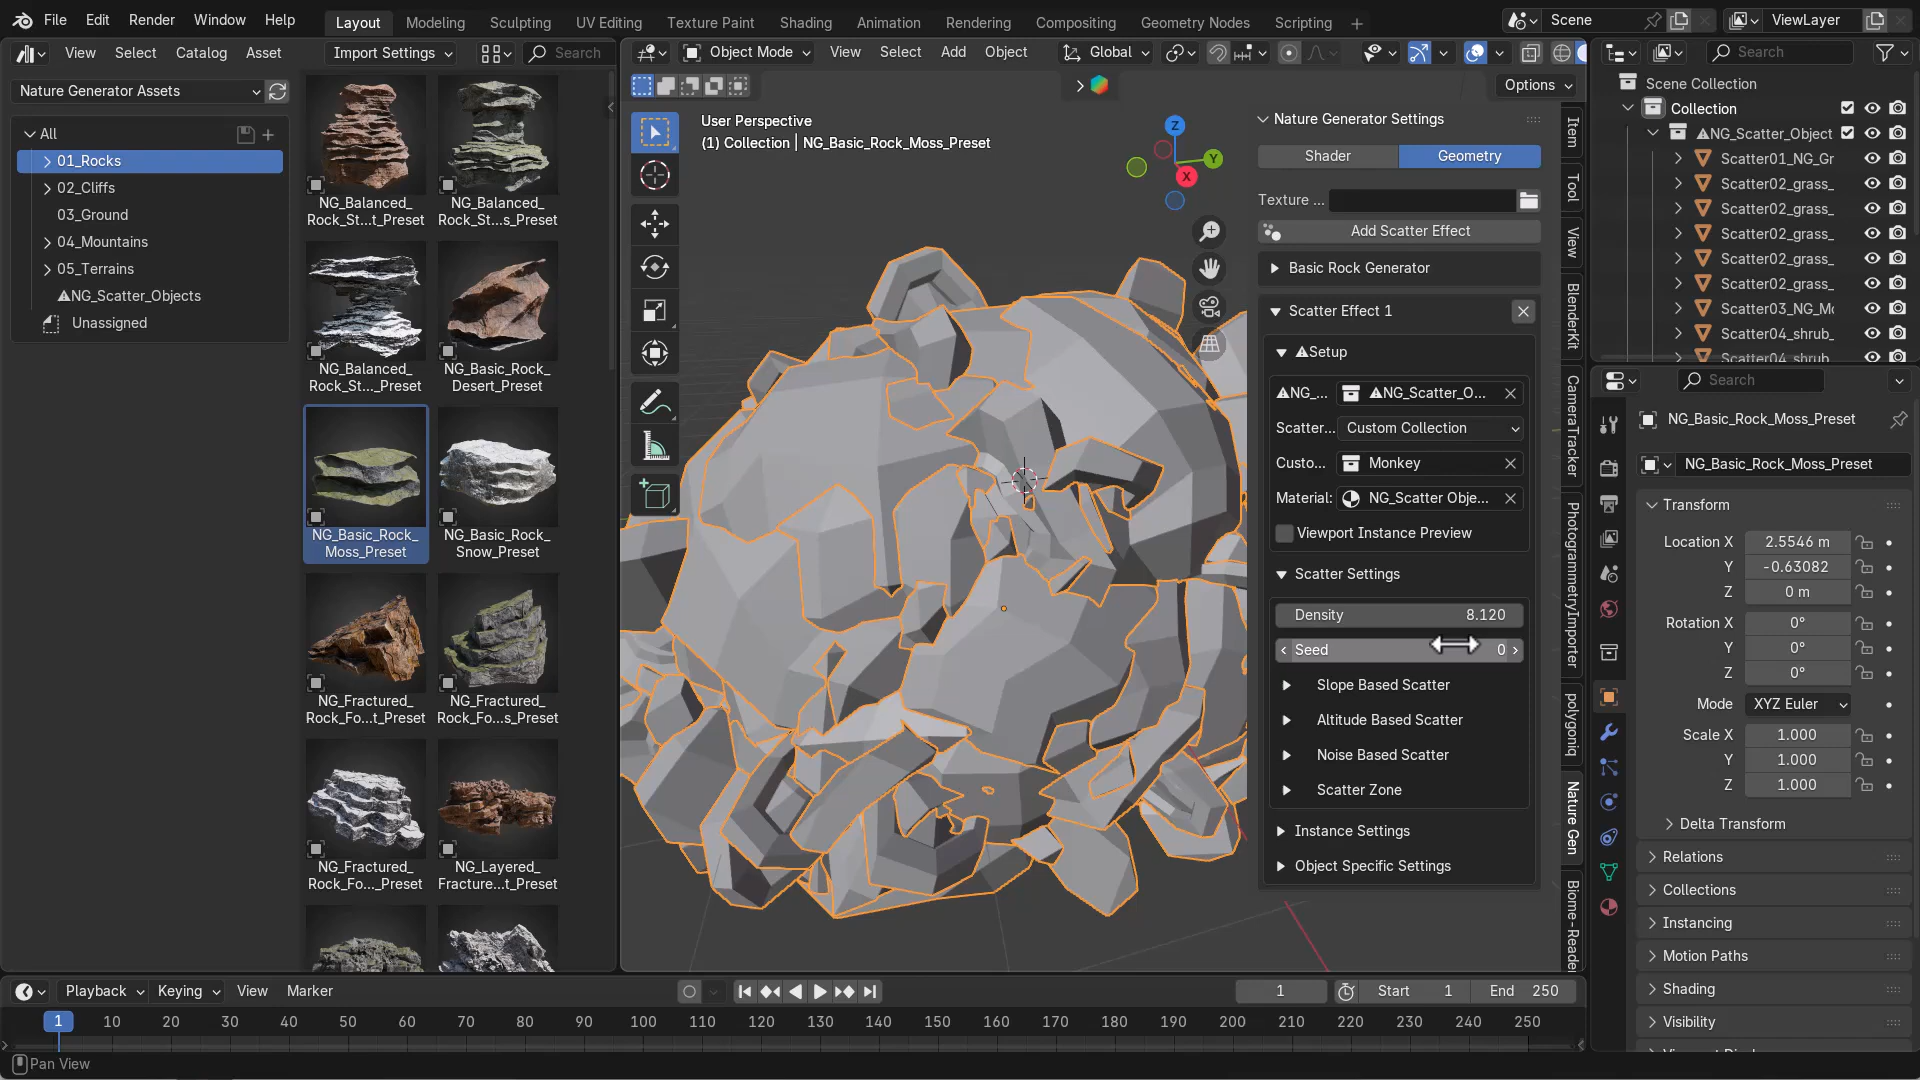 File Edit Render Window Help
Layout Modeling Sculpting UV Editing Texture Paint Shading Animation Rendering Compositing Geometry Nodes Scripting +
Scene
ViewLayer
View Select Catalog Asset
Import Settings
Search
Nature Generator Assets
All
01_Rocks
02_Cliffs
03_Ground
04_Mountains
05_Terrains
NG_Scatter_Objects
Unassigned
NG_Balanced_
Rock_St...t_Preset
NG_Balanced_
Rock_St...s_Preset
NG_Balanced_
Rock_St..._Preset
NG_Basic_Rock_
Desert_Preset
NG_Basic_Rock_
Moss_Preset
NG_Basic_Rock_
Snow_Preset
NG_Fractured_
Rock_Fo...t_Preset
NG_Fractured_
Rock_Fo...s_Preset
NG_Fractured_
Rock_Fo..._Preset
NG_Layered_
Fracture...t_Preset
Object Mode View Select Add Object Global
Options
User Perspective
(1) Collection | NG_Basic_Rock_Moss_Preset
Z
Y
X
Nature Generator Settings
Shader Geometry
Texture ...
Add Scatter Effect
Basic Rock Generator
Scatter Effect 1
Setup
NG_... NG_Scatter_O...
Scatter... Custom Collection
Custo... Monkey
Material: NG_Scatter Obje...
Viewport Instance Preview
Scatter Settings
Density 8.120
Seed 0
Slope Based Scatter
Altitude Based Scatter
Noise Based Scatter
Scatter Zone
Instance Settings
Object Specific Settings
Item
Tool
View
BlenderKit
CameraTracker
PhotogrammetryImporter
polygoniq
Nature Gen
Biome-Reade
Search
Scene Collection
Collection
NG_Scatter_Object
Scatter01_NG_Gr
Scatter02_grass_
Scatter02_grass_
Scatter02_grass_
Scatter02_grass_
Scatter02_grass_
Scatter03_NG_Mo
Scatter04_shrub_
Scatter04_shrub
Search
NG_Basic_Rock_Moss_Preset
NG_Basic_Rock_Moss_Preset
Transform
Location X 2.5546 m
Y -0.63082
Z 0 m
Rotation X 0°
Y 0°
Z 0°
Mode XYZ Euler
Scale X 1.000
Y 1.000
Z 1.000
Delta Transform
Relations
Collections
Instancing
Motion Paths
Shading
Visibility
Playback Keying View Marker
1
Start 1
End 250
1 10 20 30 40 50 60 70 80 90 100 110 120 130 140 150 160 170 180 190 200 210 220 230 240 250
Pan View